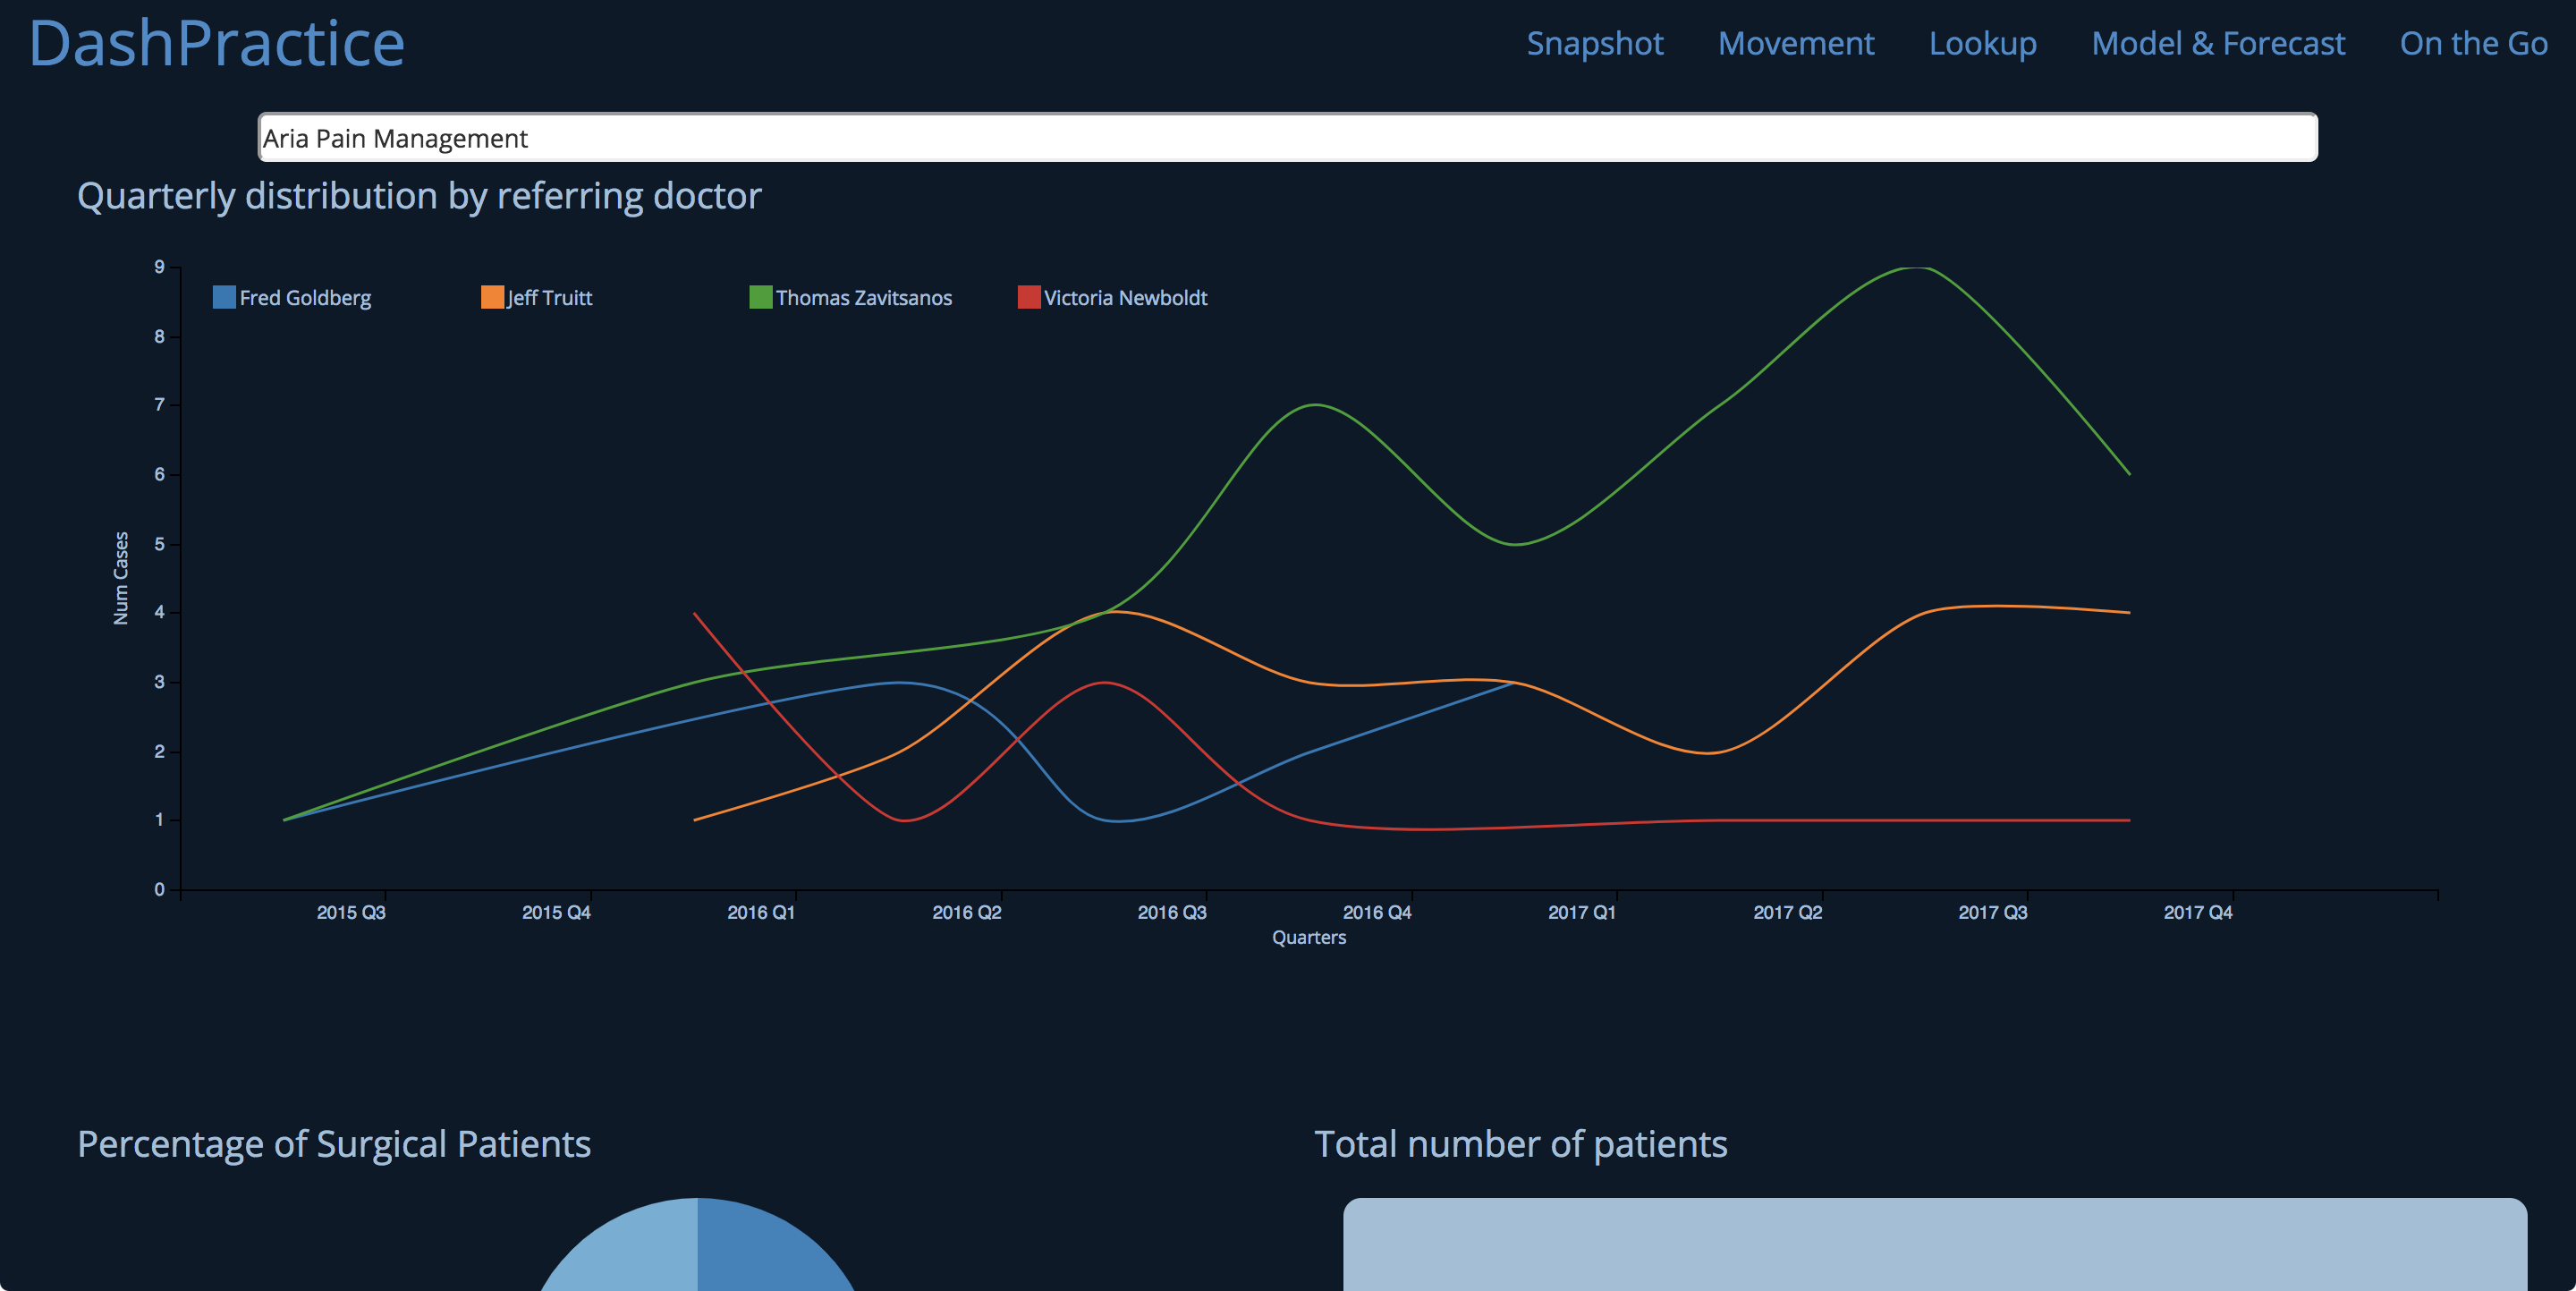 DashPractice
Snapshot Movement Lookup Model & Forecast On the Go
Aria Pain Management
Quarterly distribution by referring doctor
Fred Goldberg Jeff Truitt Thomas Zavitsanos Victoria Newboldt
9
8
7
6
5
4
3
2
1
0
Num Cases
2015 Q3 2015 Q4 2016 Q1 2016 Q2 2016 Q3 2016 Q4 2017 Q1 2017 Q2 2017 Q3 2017 Q4
Quarters
Percentage of Surgical Patients
Total number of patients